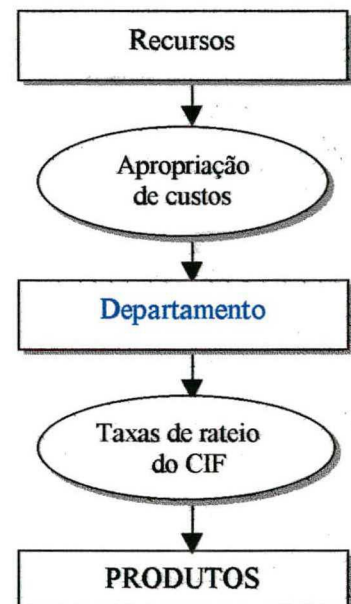 Recursos
Apropriação
de custos
Departamento
Taxas de rateio
do CIF
PRODUTOS